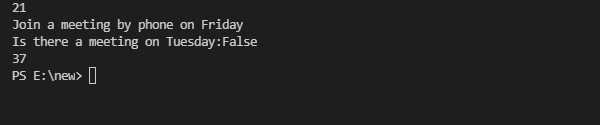 21
Join a meeting by phone on Friday
Is there a meeting on Tuesday:False
37
PS E:\new>